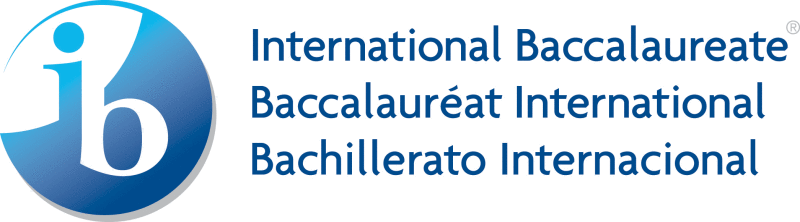 ib
International Baccalaureate®
Baccalauréat International
Bachillerato Internacional